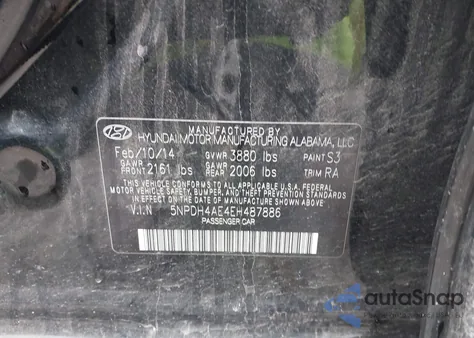 MANUFACTURED BY
HYUNDAI MOTOR MANUFACTURING ALABAMA, LLC
Feb/10/14 GVWR 3880 lbs PAINT S3
GAWR FRONT 2161 lbs GAWR REAR 2006 lbs TRIM RA
THIS VEHICLE CONFORMS TO ALL APPLICABLE U.S.A. FEDERAL
MOTOR VEHICLE SAFETY, BUMPER, AND THEFT PREVENTION STANDARDS
IN EFFECT ON THE DATE OF MANUFACTURE SHOWN ABOVE.
V.I.N 5NPDH4AE4EH487886
PASSENGER CAR
autoSnap